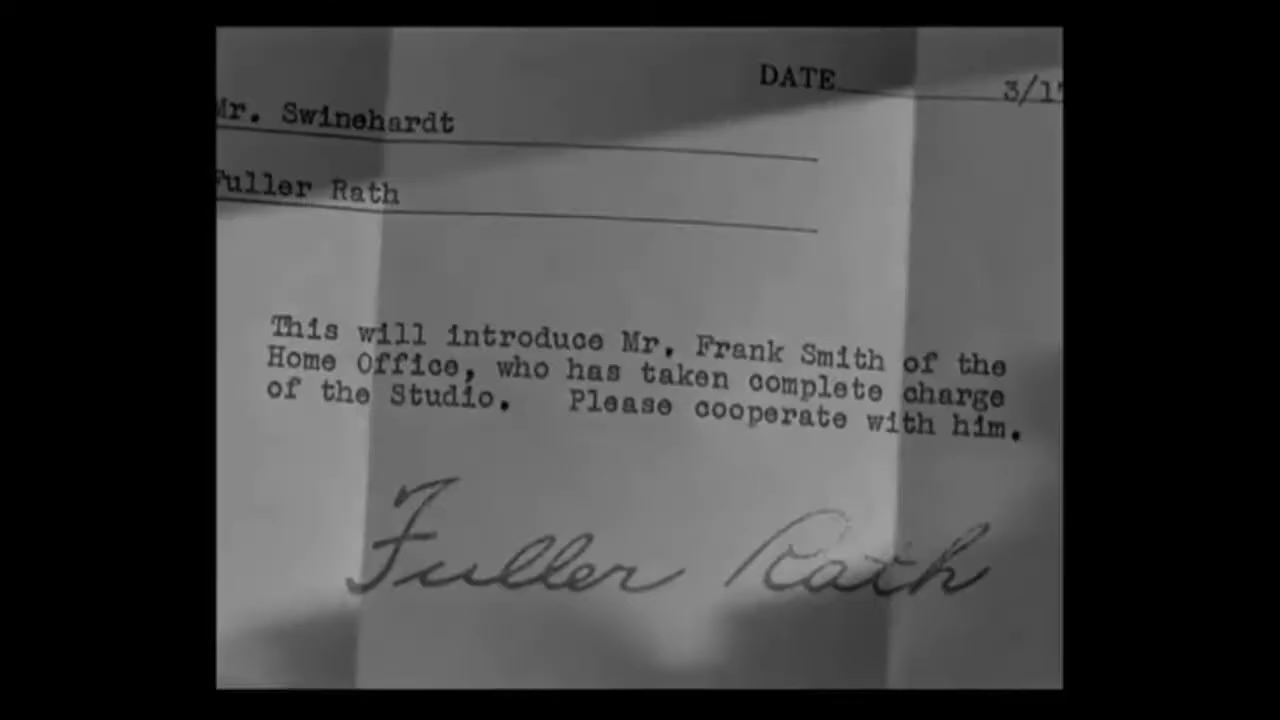 DATE 3/17
Mr. Swinehardt
Fuller Rath
This will introduce Mr. Frank Smith of the
Home Office, who has taken complete charge
of the Studio. Please cooperate with him.
Fuller Rath